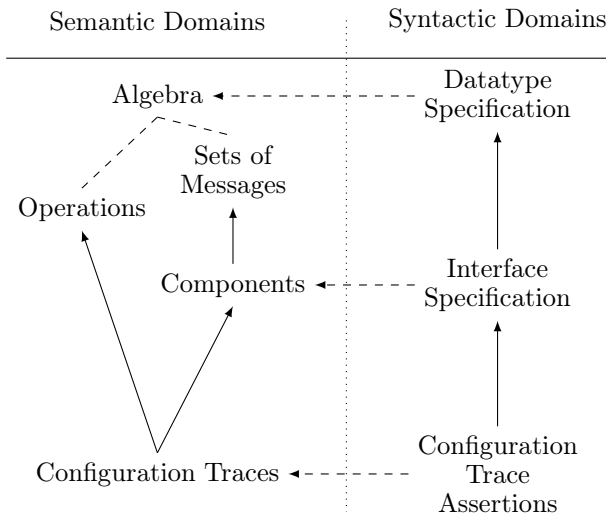 Semantic Domains
Syntactic Domains
Algebra
Datatype
Specification
Sets of
Messages
Operations
Components
Interface
Specification
Configuration Traces
Configuration
Trace
Assertions